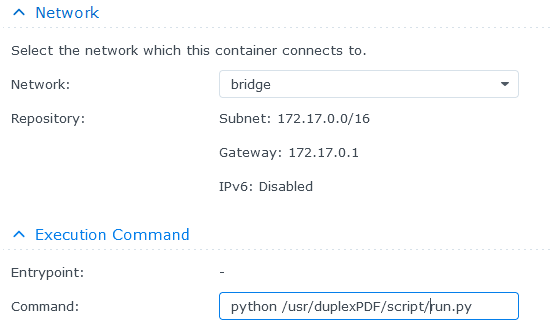 Network
Select the network which this container connects to.
Network: bridge
Repository: Subnet: 172.17.0.0/16
Gateway: 172.17.0.1
IPv6: Disabled
Execution Command
Entrypoint: -
Command: python /usr/duplexPDF/script/run.py